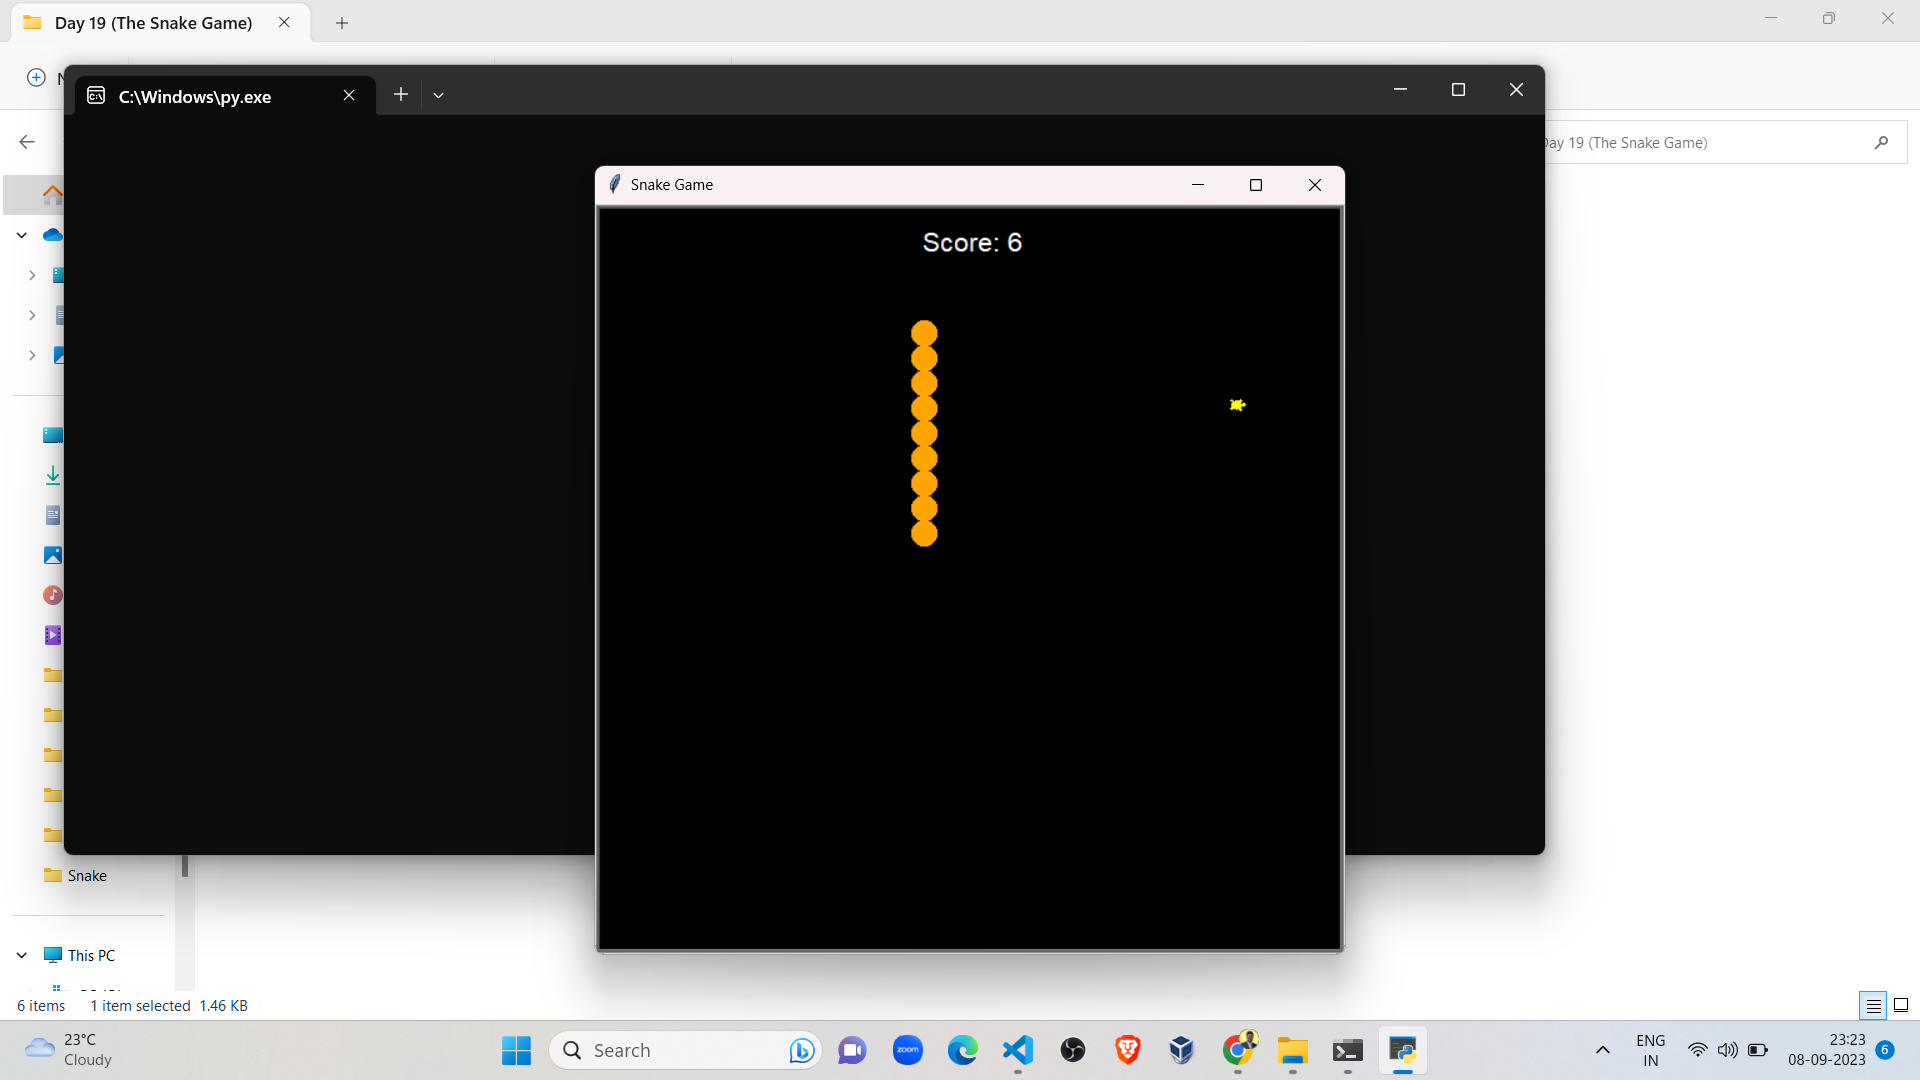 Day 19 (The Snake Game)
N
C:\Windows\py.exe
Day 19 (The Snake Game)
Snake Game
Score: 6
Snake
This PC
6 items
1 item selected 1.46 KB
23°C
Cloudy
Search
zoom
ENG
IN
23:23
08-09-2023
6